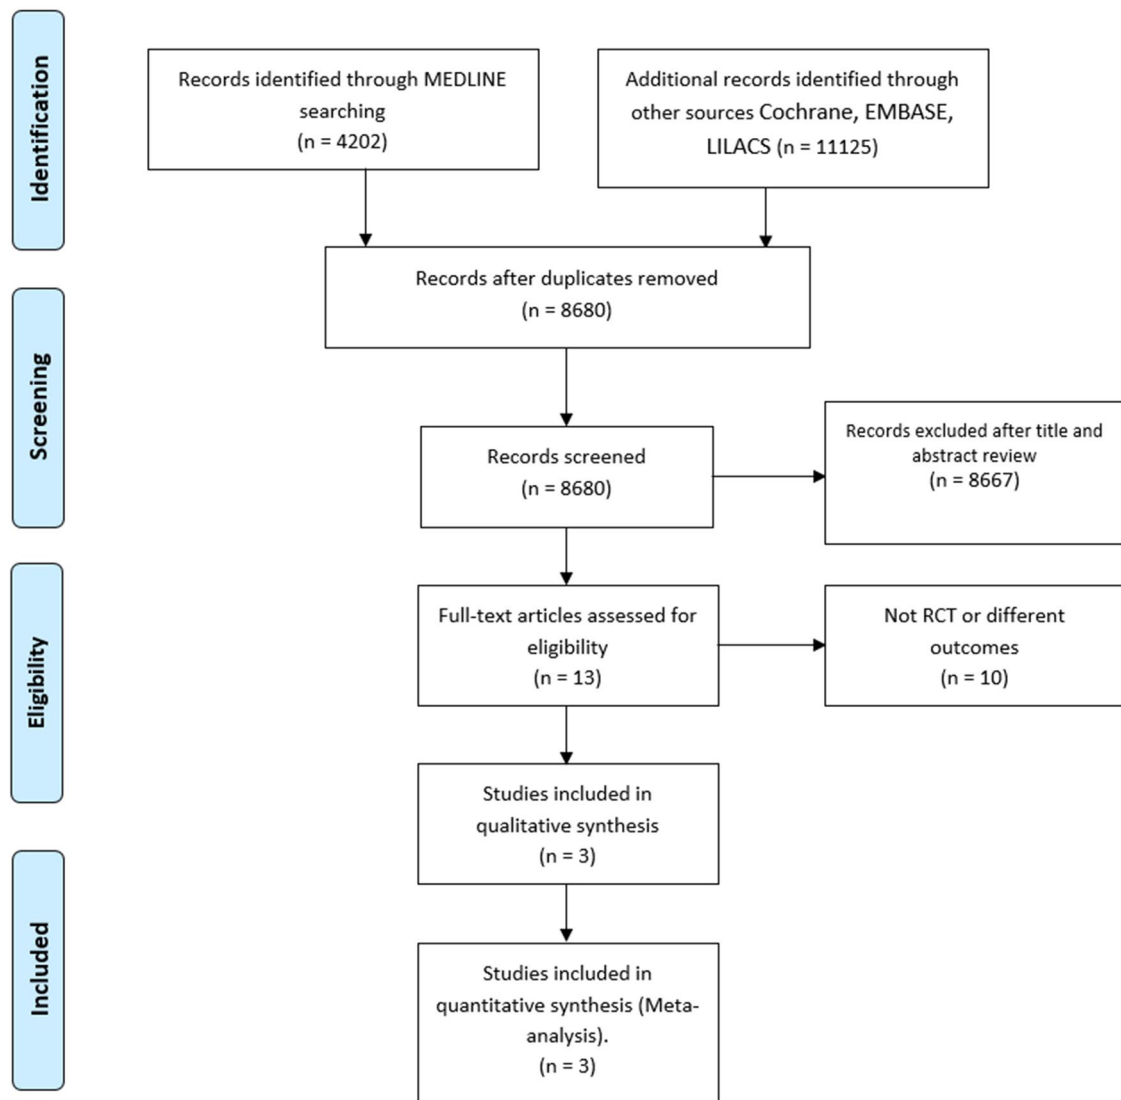 Identification
Records identified through MEDLINE
searching
(n = 4202)
Additional records identified through
other sources Cochrane, EMBASE,
LILACS (n = 11125)
Records after duplicates removed
(n = 8680)
Screening
Records screened
(n = 8680)
Records excluded after title and
abstract review
(n = 8667)
Eligibility
Full-text articles assessed for
eligibility
(n = 13)
Not RCT or different
outcomes
(n = 10)
Studies included in
qualitative synthesis
(n = 3)
Included
Studies included in
quantitative synthesis (Meta-
analysis).
(n = 3)